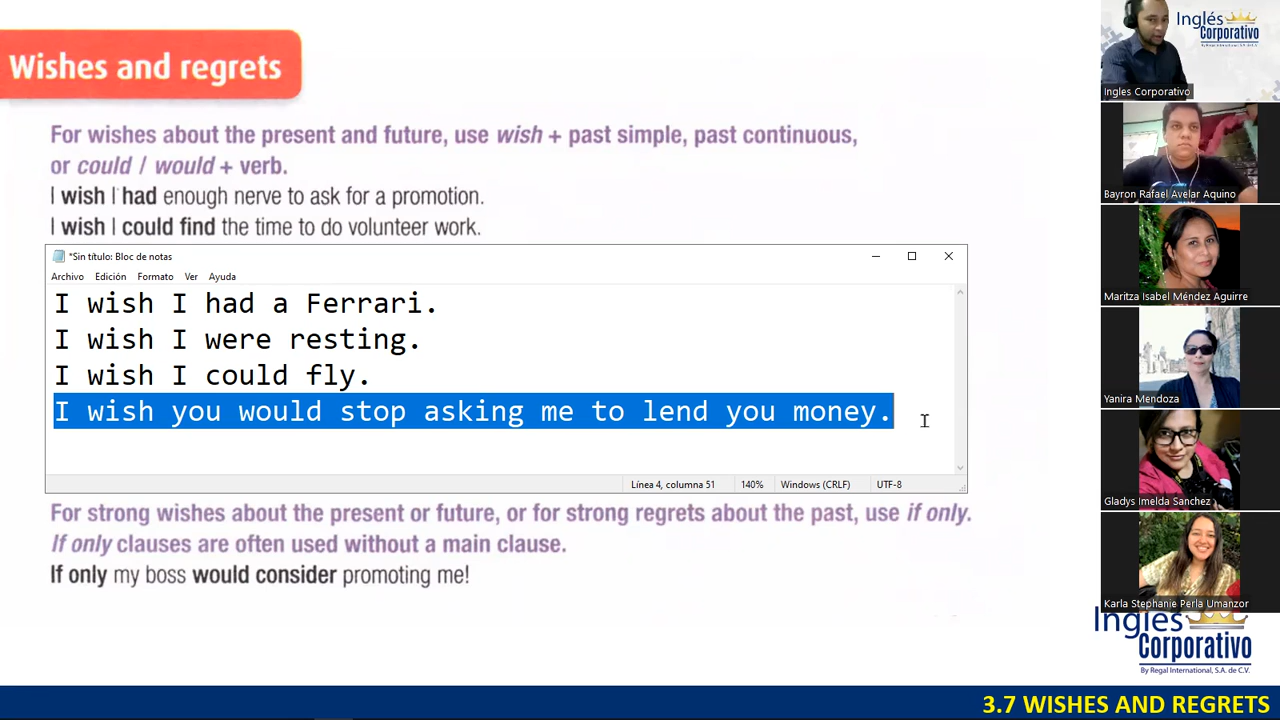 Wishes and regrets
For wishes about the present and future, use wish + past simple, past continuous,
or could / would + verb.
I wish I had enough nerve to ask for a promotion.
I wish I could find the time to do volunteer work.
*Sin título: Bloc de notas
Archivo Edición Formato Ver Ayuda
I wish I had a Ferrari.
I wish I were resting.
I wish I could fly.
I wish you would stop asking me to lend you money.
Línea 4, columna 51 140% Windows (CRLF) UTF-8
For strong wishes about the present for strong regrets about the past, use if only.
If only clauses are often used without a main clause.
If only my boss would consider promoting me!
Inglés
Corporativo
By Regal International, S.A. de C.V.
Ingles Corporativo
Bayron Rafael Avelar Aquino
Maritza Isabel Méndez Aguirre
Yanira Mendoza
Gladys Imelda Sanchez
Karla Stephanie Perla Umanzor
Inglés
Corporativo
By Regal International, S.A. de C.V.
3.7 WISHES AND REGRETS